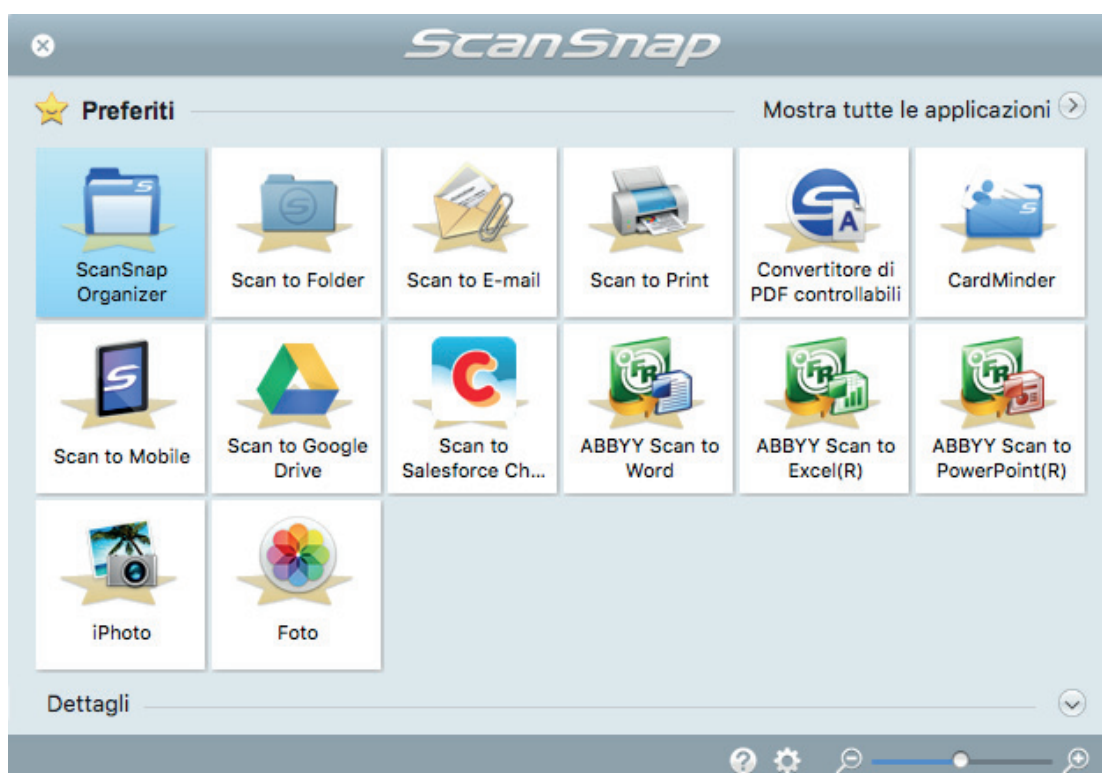 ScanSnap
Preferiti
Mostra tutte le applicazioni
ScanSnap
Organizer
Scan to Folder
Scan to E-mail
Scan to Print
Convertitore di
PDF controllabili
CardMinder
Scan to Mobile
Scan to Google
Drive
Scan to
Salesforce Ch...
ABBYY Scan to
Word
ABBYY Scan to
Excel(R)
ABBYY Scan to
PowerPoint(R)
iPhoto
Foto
Dettagli